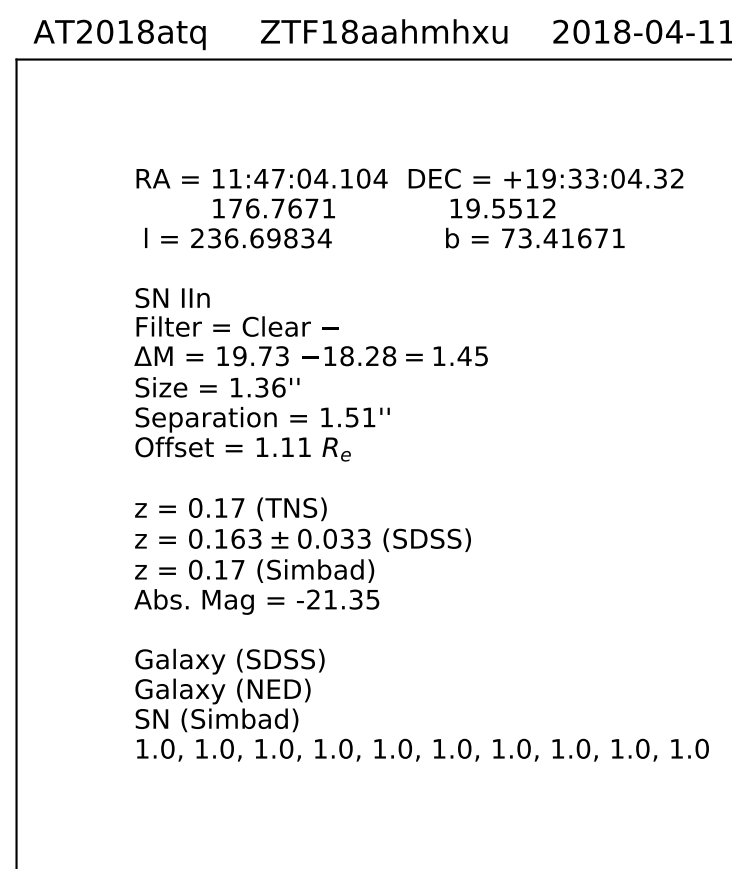 AT2018atq ZTF18aahmhxu 2018-04-11
RA = 11:47:04.104 DEC = +19:33:04.32
176.7671 19.5512
l = 236.69834 b = 73.41671
SN IIn
Filter = Clear −
ΔM = 19.73 −18.28 = 1.45
Size = 1.36''
Separation = 1.51''
Offset = 1.11 Re
z = 0.17 (TNS)
z = 0.163 ± 0.033 (SDSS)
z = 0.17 (Simbad)
Abs. Mag = -21.35
Galaxy (SDSS)
Galaxy (NED)
SN (Simbad)
1.0, 1.0, 1.0, 1.0, 1.0, 1.0, 1.0, 1.0, 1.0, 1.0